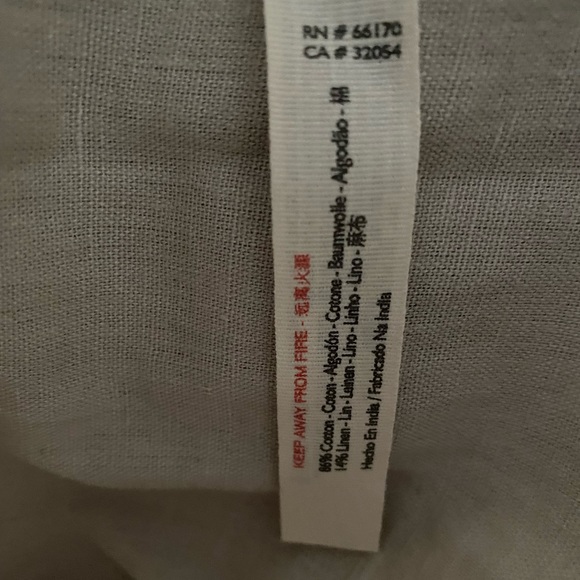 RN # 66170
CA # 32054
KEEP AWAY FROM FIRE - 远离火源
86% Cotton - Coton - Algodón - Cotone - Baumwolle - Algodão - 棉
14% Linen - Lin - Leinen - Lino - Linho - Lino - 麻布
Hecho En India / Fabricado Na India